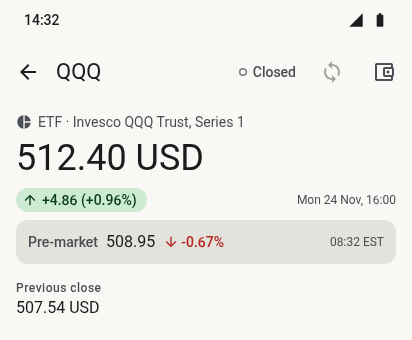 14:32
QQQ
Closed
ETF · Invesco QQQ Trust, Series 1
512.40 USD
↑ +4.86 (+0.96%)
Mon 24 Nov, 16:00
Pre-market 508.95 ↓ -0.67%
08:32 EST
Previous close
507.54 USD